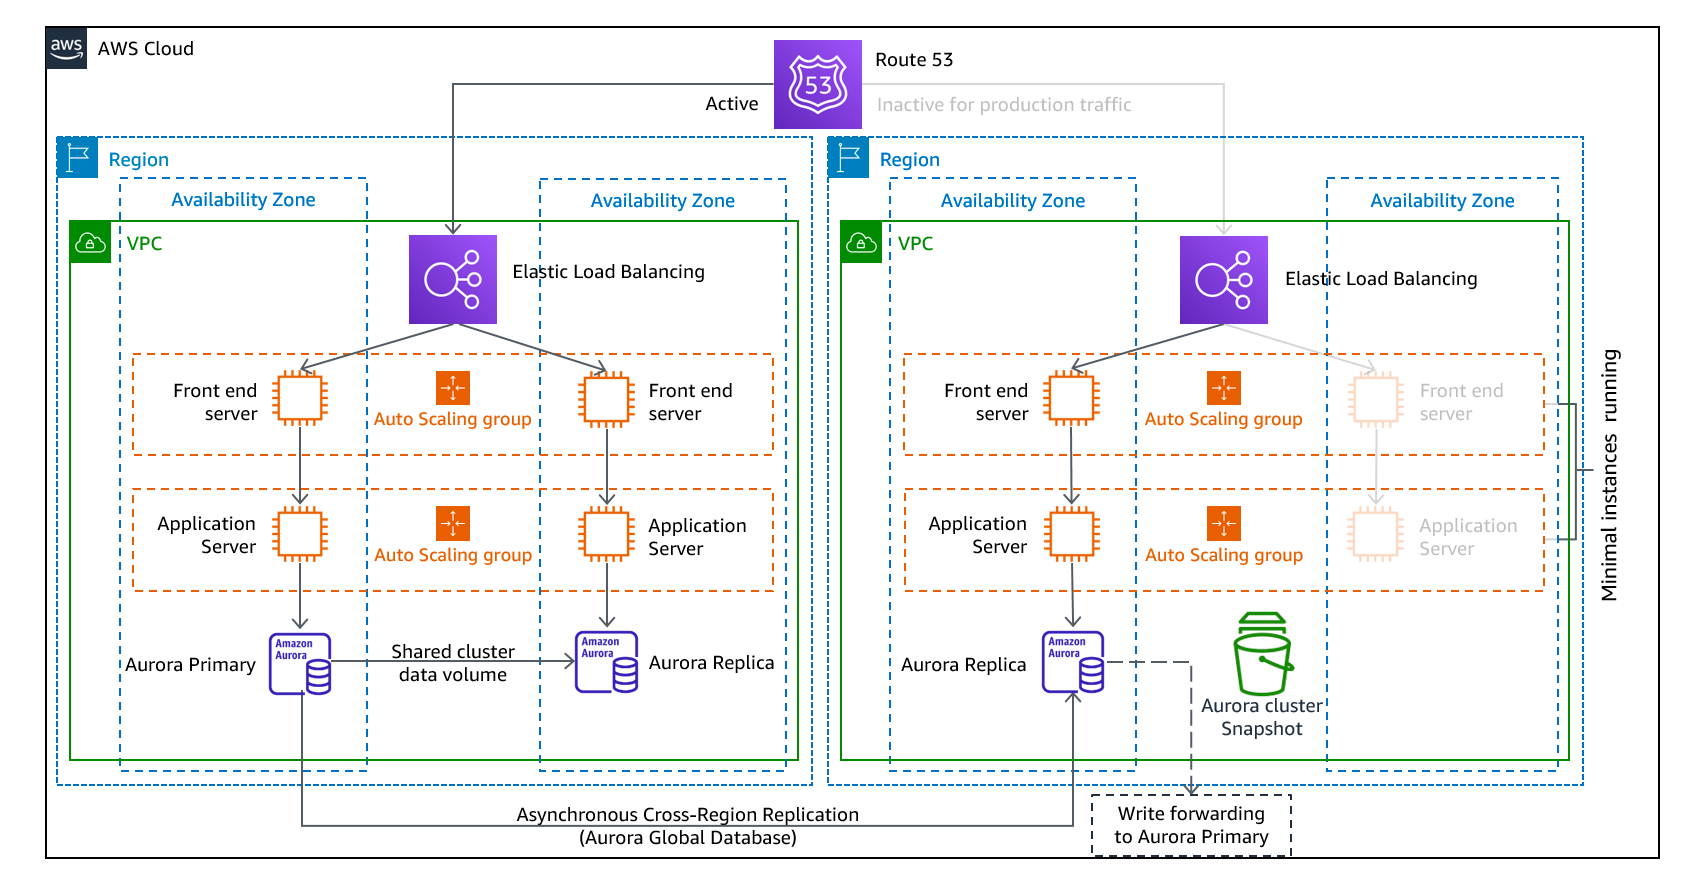 aws
AWS Cloud
53
Route 53
Active
Inactive for production traffic
Region
Availability Zone
Availability Zone
VPC
Elastic Load Balancing
Front end
server
Auto Scaling group
Front end
server
Application
Server
Auto Scaling group
Application
Server
Aurora Primary
Amazon
Aurora
Shared cluster
data volume
Amazon
Aurora
Aurora Replica
Region
Availability Zone
Availability Zone
VPC
Elastic Load Balancing
Front end
server
Auto Scaling group
Front end
server
Application
Server
Auto Scaling group
Application
Server
Minimal instances running
Aurora Replica
Amazon
Aurora
Aurora cluster
Snapshot
Asynchronous Cross-Region Replication
(Aurora Global Database)
Write forwarding
to Aurora Primary